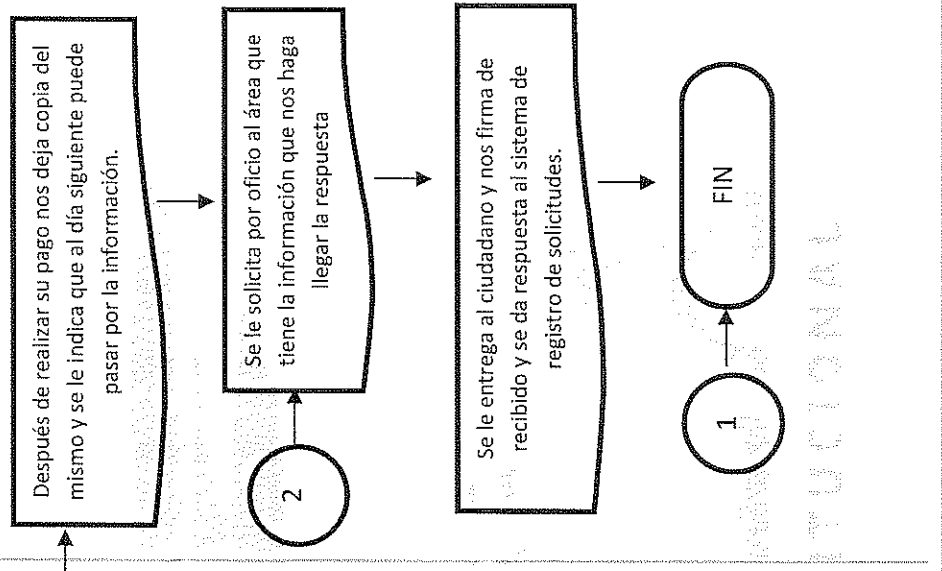 Después de realizar su pago nos deja copia del
mismo y se le indica que al día siguiente puede
pasar por la información.
2
Se le solicita por oficio al área que
tiene la información que nos haga
llegar la respuesta
Se le entrega al ciudadano y nos firma de
recibido y se da respuesta al sistema de
registro de solicitudes.
1
FIN
TUCIONAL